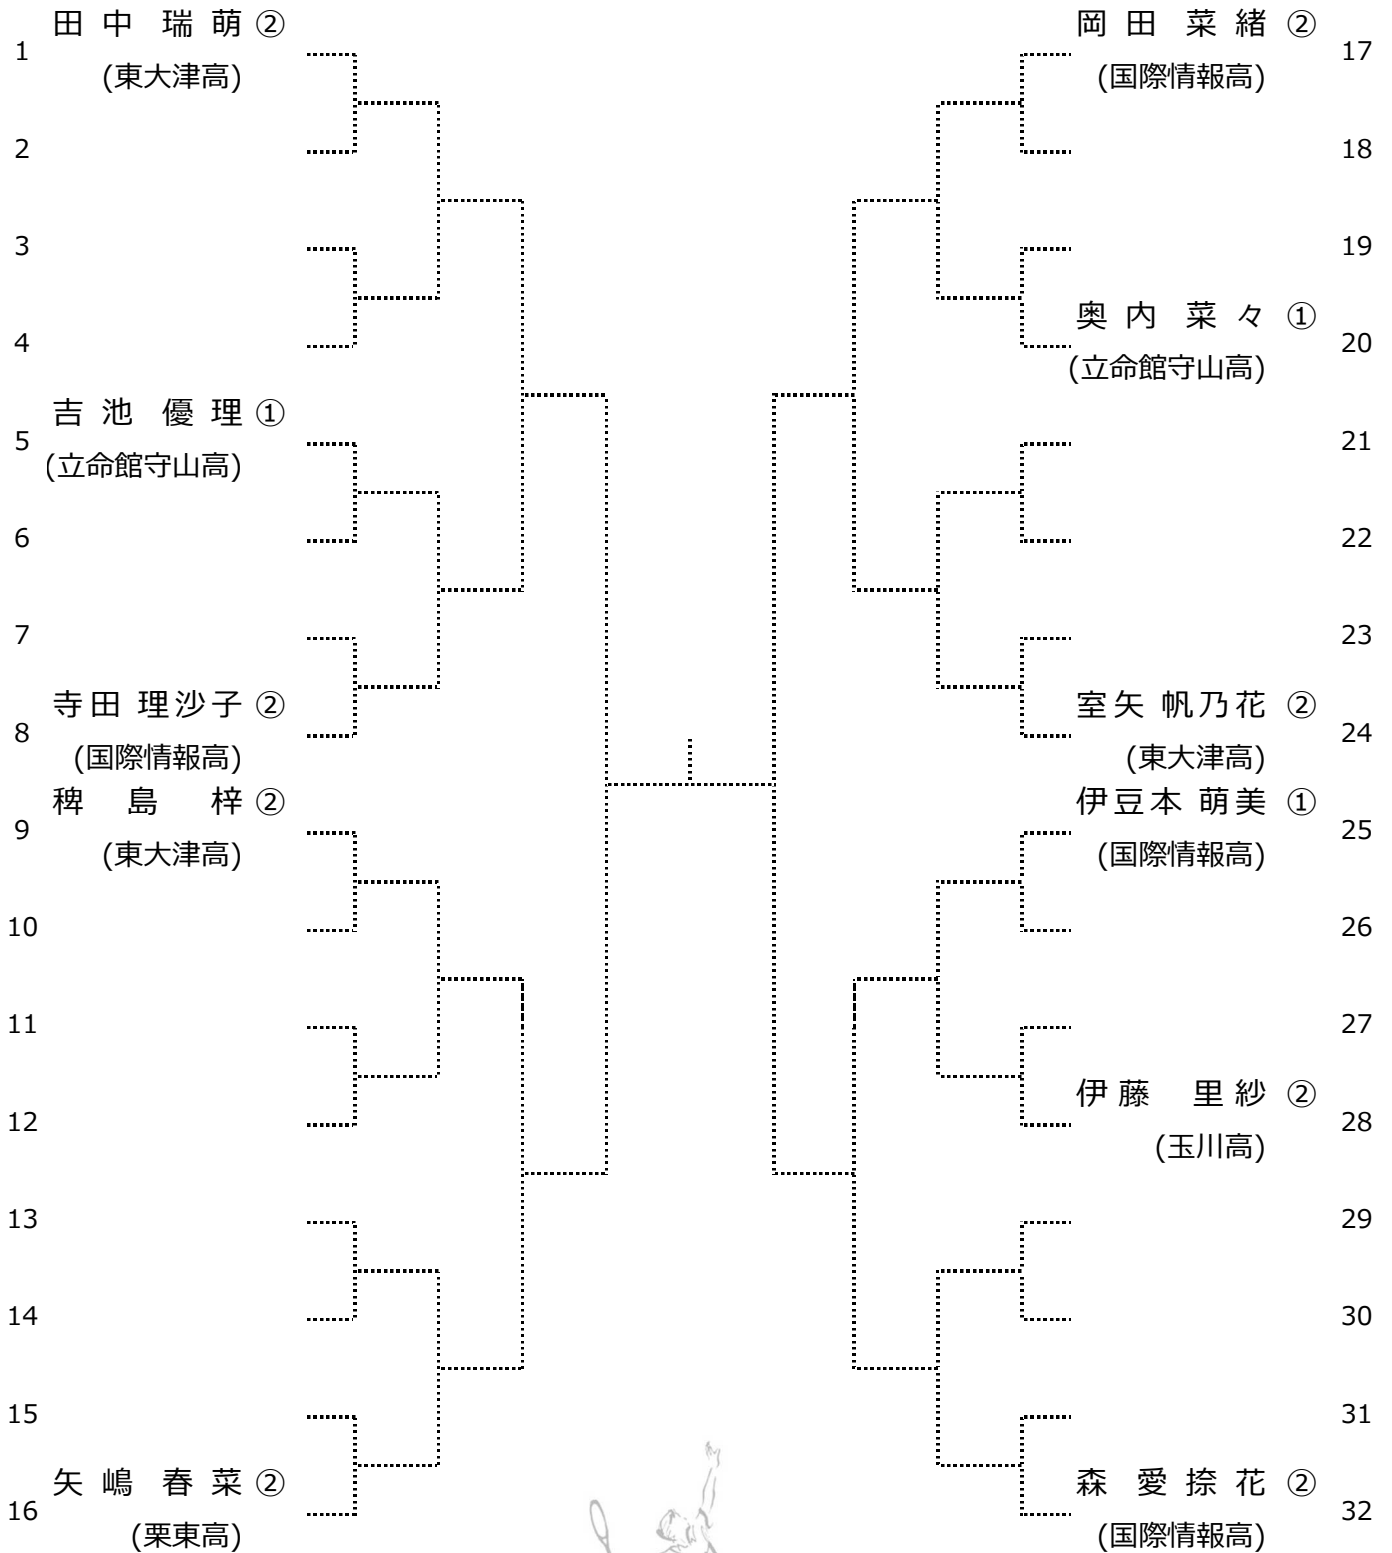 1 田中 瑞萌 ②
(東大津高)
2
3
4
5 吉池 優理 ①
(立命館守山高)
6
7
8 寺田 理沙子 ②
(国際情報高)
9 稗島 梓 ②
(東大津高)
10
11
12
13
14
15
16 矢嶋 春菜 ②
(栗東高)
岡田 菜緒 ② 17
(国際情報高)
18
19
奥内 菜々 ① 20
(立命館守山高)
21
22
23
室矢 帆乃花 ② 24
(東大津高)
伊豆本 萌美 ① 25
(国際情報高)
26
27
伊藤 里紗 ② 28
(玉川高)
29
30
31
森 愛捺花 ② 32
(国際情報高)